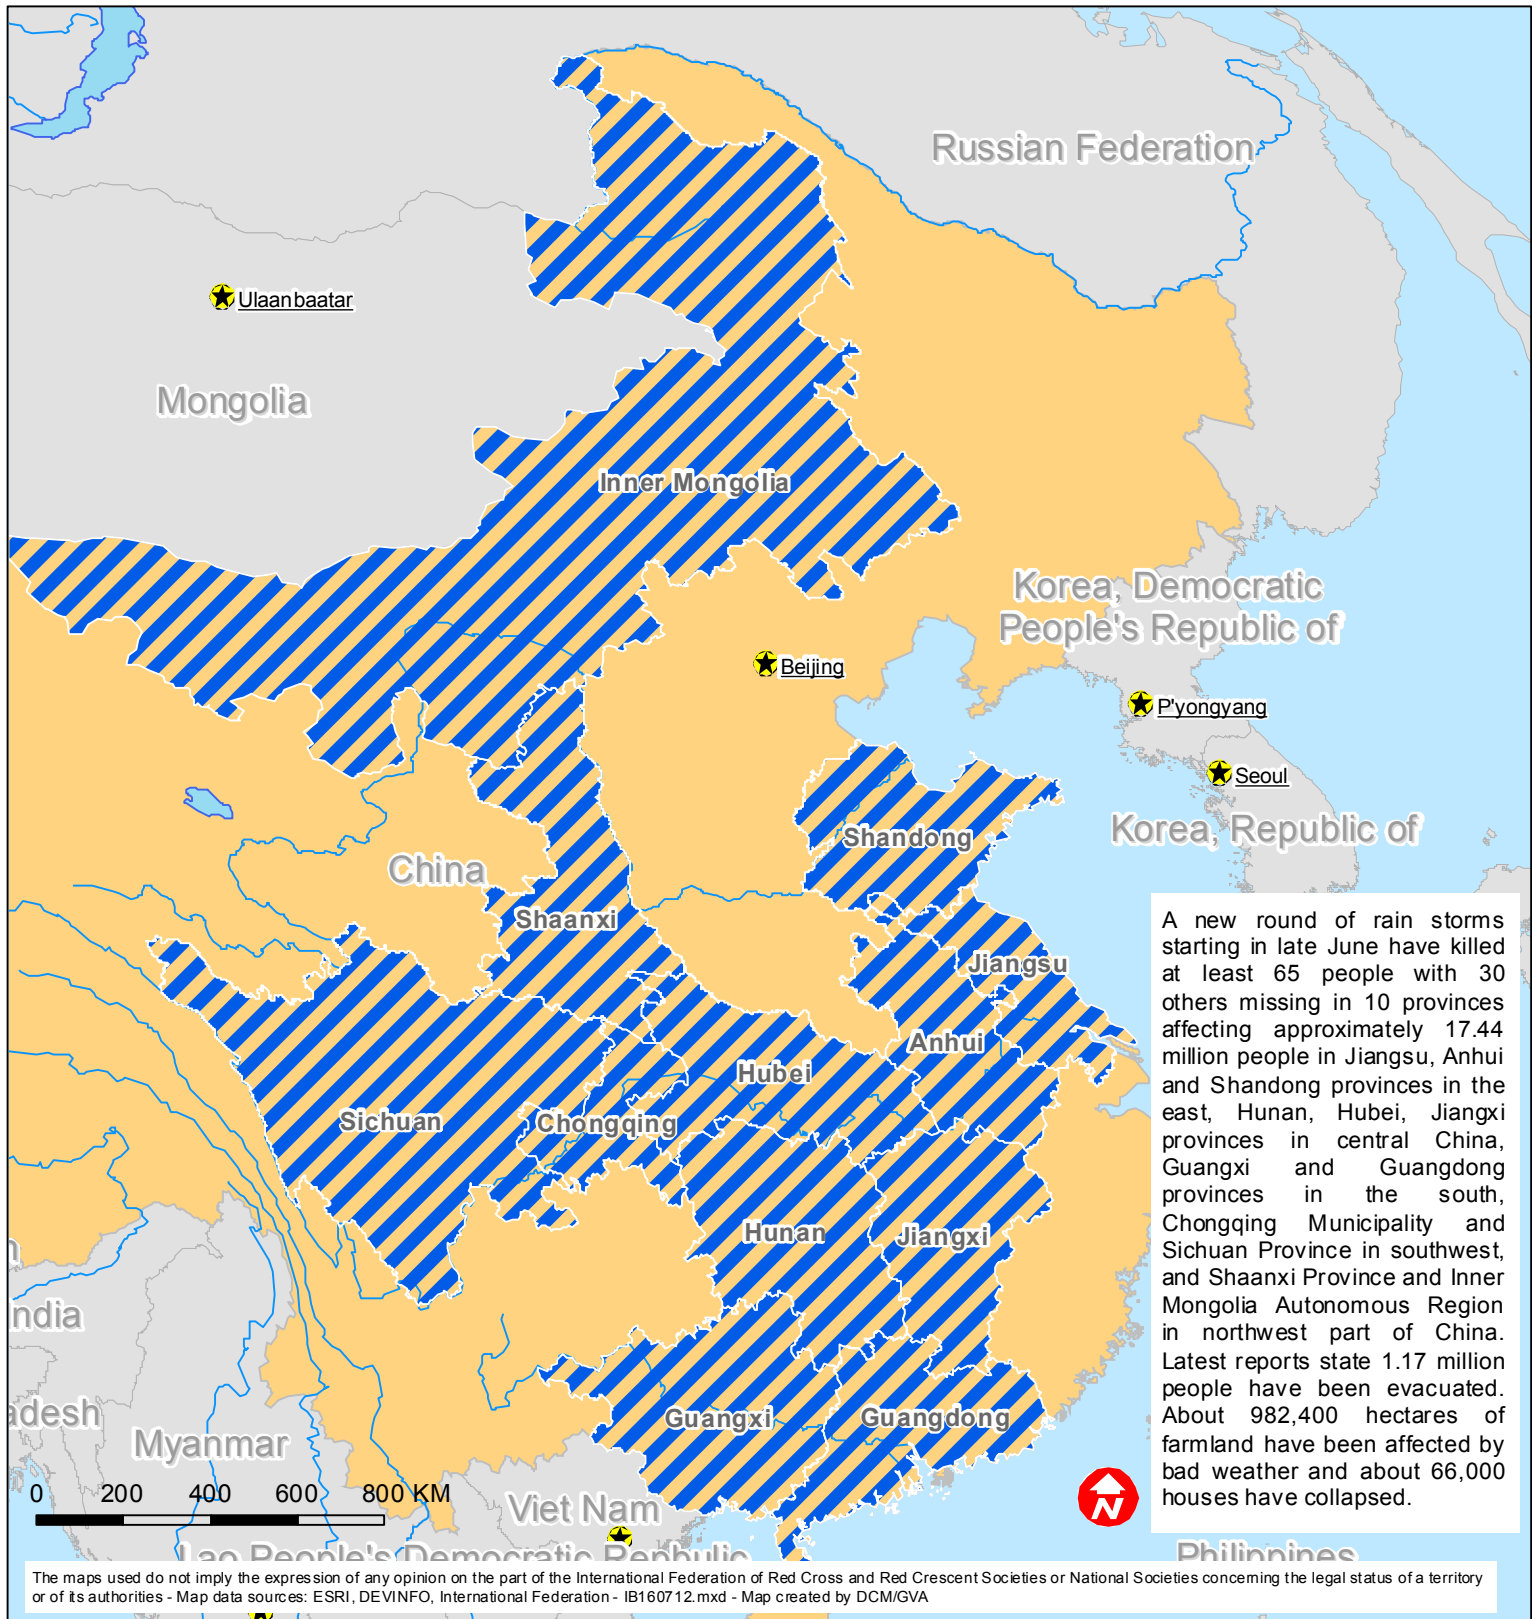 Russian Federation
Ulaanbaatar
Mongolia
Inner Mongolia
Korea, Democratic
People's Republic of
Beijing
P'yongyang
Seoul
Korea, Republic of
Shandong
China
Shaanxi
Jiangsu
Anhui
Hubei
Sichuan
Chongqing
Hunan
Jiangxi
Guangxi
Guangdong
ndia
adesh
Myanmar
Viet Nam
Lao People's Democratic Repbulic
Philippines
A new round of rain storms
starting in late June have killed
at least 65 people with 30
others missing in 10 provinces
affecting approximately 17.44
million people in Jiangsu, Anhui
and Shandong provinces in the
east, Hunan, Hubei, Jiangxi
provinces in central China,
Guangxi and Guangdong
provinces in the south,
Chongqing Municipality and
Sichuan Province in southwest,
and Shaanxi Province and Inner
Mongolia Autonomous Region
in northwest part of China.
Latest reports state 1.17 million
people have been evacuated.
About 982,400 hectares of
farmland have been affected by
bad weather and about 66,000
houses have collapsed.
N
0 200 400 600 800 KM
The maps used do not imply the expression of any opinion on the part of the International Federation of Red Cross and Red Crescent Societies or National Societies concerning the legal status of a territory
or of its authorities - Map data sources: ESRI, DEVINFO, International Federation - IB160712.mxd - Map created by DCM/GVA